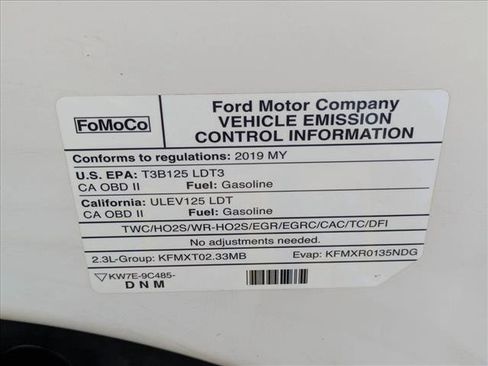 FoMoCo
Ford Motor Company
VEHICLE EMISSION
CONTROL INFORMATION
Conforms to regulations: 2019 MY
U.S. EPA: T3B125 LDT3
CA OBD II Fuel: Gasoline
California: ULEV125 LDT
CA OBD II Fuel: Gasoline
TWC/HO2S/WR-HO2S/EGR/EGRC/CAC/TC/DFI
No adjustments needed.
2.3L-Group: KFMXT02.33MB Evap: KFMXR0135NDG
KW7E-9C485-
DNM